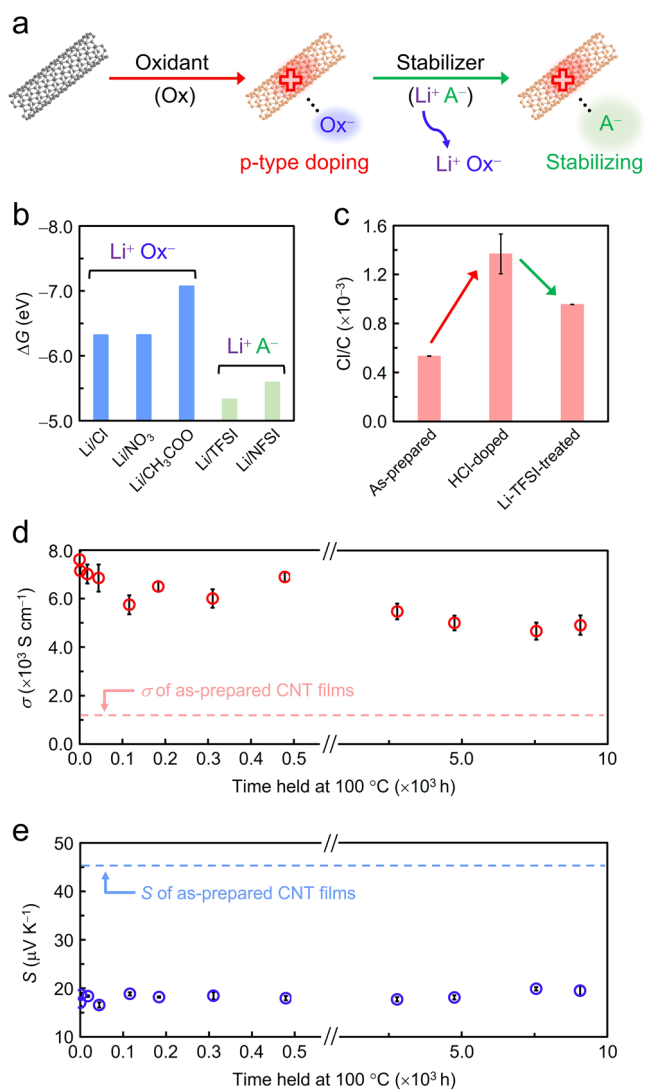 a
Oxidant
(Ox)
Ox⁻
p-type doping
Stabilizer
(Li⁺ A⁻)
Li⁺ Ox⁻
A⁻
Stabilizing
b
ΔG (eV)
−8.0
−7.0
−6.0
−5.0
Li⁺ Ox⁻
Li⁺ A⁻
Li/Cl
Li/NO₃
Li/CH₃COO
Li/TFSI
Li/NFSI
c
Cl/C (×10⁻³)
1.6
1.2
0.8
0.4
0.0
As-prepared
HCl-doped
Li-TFSI-treated
d
σ (×10³ S cm⁻¹)
8.0
6.0
4.0
2.0
0.0
//
σ of as-prepared CNT films
//
0.0 0.1 0.2 0.3 0.4 0.5 5.0 10
Time held at 100 °C (×10³ h)
e
S (μV K⁻¹)
50
40
30
20
10
//
S of as-prepared CNT films
//
0.0 0.1 0.2 0.3 0.4 0.5 5.0 10
Time held at 100 °C (×10³ h)